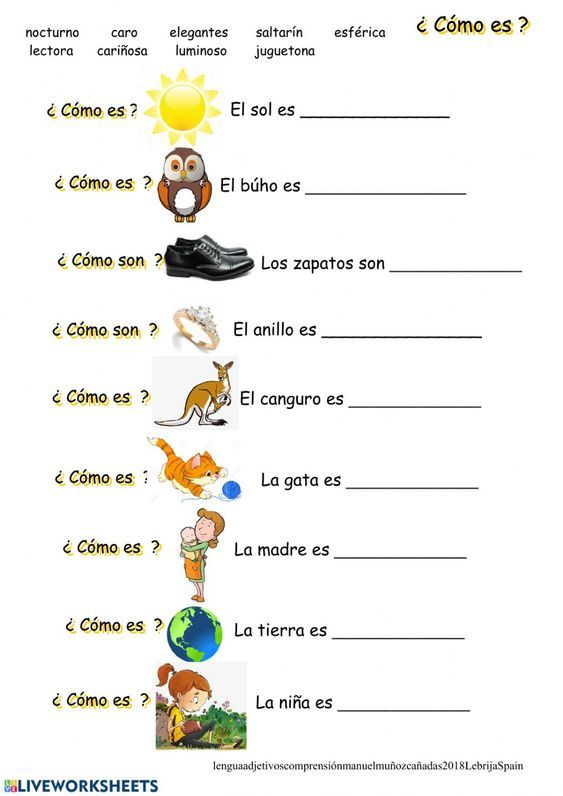 ¿ Cómo es ?
nocturno caro elegantes saltarín esférica
lectora cariñosa luminoso juguetona
¿ Cómo es ? El sol es _______________
¿ Cómo es ? El búho es ________________
¿ Cómo son ? Los zapatos son _____________
¿ Cómo son ? El anillo es ________________
¿ Cómo es ? El canguro es _____________
¿ Cómo es ? La gata es _____________
¿ Cómo es ? La madre es _____________
¿ Cómo es ? La tierra es _____________
¿ Cómo es ? La niña es _____________
lenguaadjetivoscomprensiónmanuelmuñozcañadas2018LebrijaSpain
LIVEWORKSHEETS